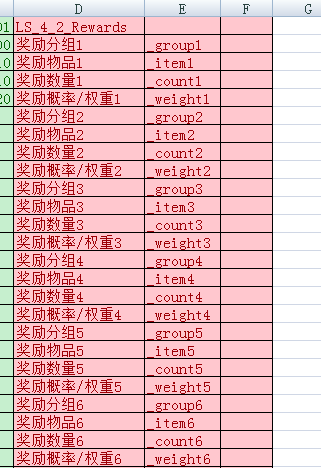 D E F G
01 LS_4_2_Rewards
00 奖励分组1 _group1
10 奖励物品1 _item1
10 奖励数量1 _count1
20 奖励概率/权重1 _weight1
奖励分组2 _group2
奖励物品2 _item2
奖励数量2 _count2
奖励概率/权重2 _weight2
奖励分组3 _group3
奖励物品3 _item3
奖励数量3 _count3
奖励概率/权重3 _weight3
奖励分组4 _group4
奖励物品4 _item4
奖励数量4 _count4
奖励概率/权重4 _weight4
奖励分组5 _group5
奖励物品5 _item5
奖励数量5 _count5
奖励概率/权重5 _weight5
奖励分组6 _group6
奖励物品6 _item6
奖励数量6 _count6
奖励概率/权重6 _weight6